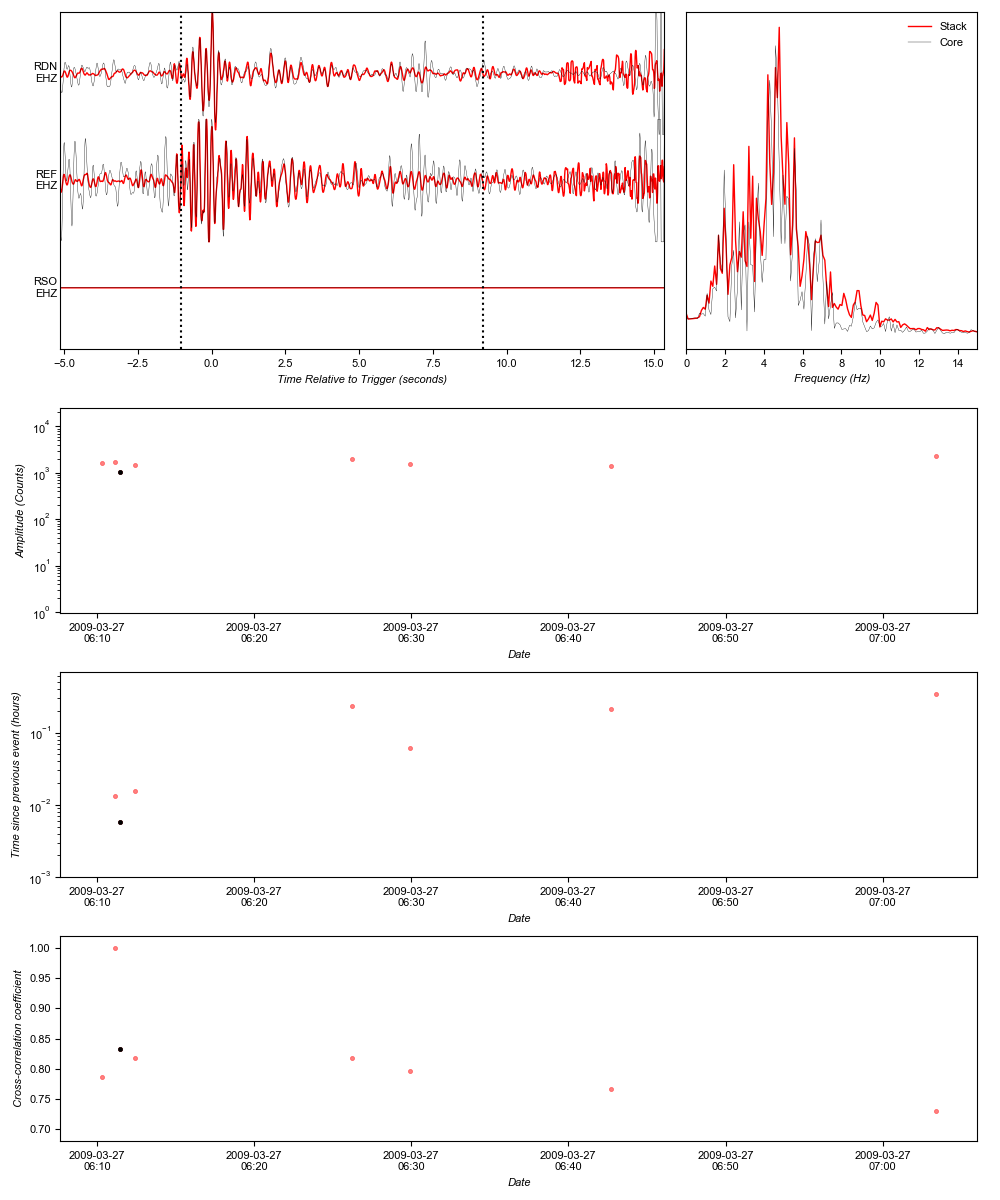 RDN
EHZ
REF
EHZ
RSO
EHZ
−5.0 −2.5 0.0 2.5 5.0 7.5 10.0 12.5 15.0
Time Relative to Trigger (seconds)
Stack
Core
0 2 4 6 8 10 12 14
Frequency (Hz)
10^4
10^3
10^2
10^1
10^0
Amplitude (Counts)
2009-03-27 2009-03-27 2009-03-27 2009-03-27 2009-03-27 2009-03-27
06:10 06:20 06:30 06:40 06:50 07:00
Date
10^−1
10^−2
10^−3
Time since previous event (hours)
2009-03-27 2009-03-27 2009-03-27 2009-03-27 2009-03-27 2009-03-27
06:10 06:20 06:30 06:40 06:50 07:00
Date
1.00
0.95
0.90
0.85
0.80
0.75
0.70
Cross-correlation coefficient
2009-03-27 2009-03-27 2009-03-27 2009-03-27 2009-03-27 2009-03-27
06:10 06:20 06:30 06:40 06:50 07:00
Date